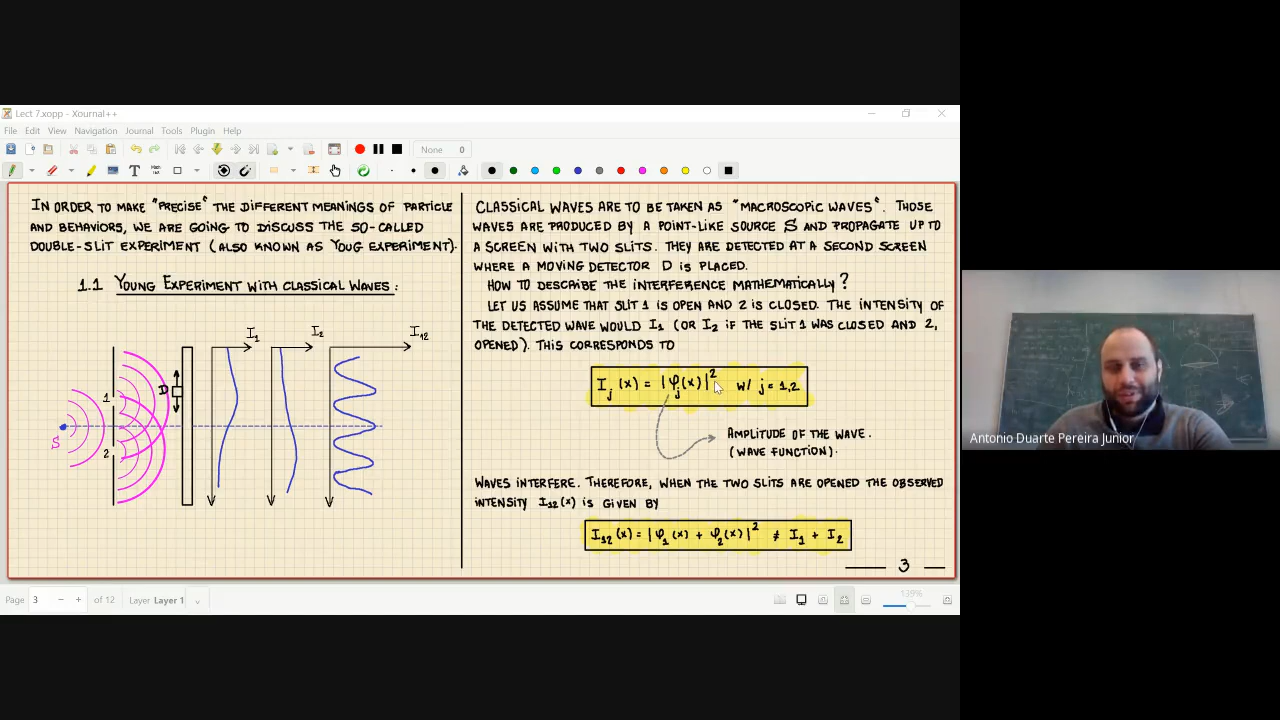 Lect 7.xopp - Xournal++
File Edit View Navigation Journal Tools Plugin Help
None 0
IN ORDER TO MAKE "PRECISE" THE DIFFERENT MEANINGS OF PARTICLE
AND BEHAVIORS, WE ARE GOING TO DISCUSS THE SO-CALLED
DOUBLE-SLIT EXPERIMENT (ALSO KNOWN AS YOUG EXPERIMENT).
1.1 YOUNG EXPERIMENT WITH CLASSICAL WAVES:
I₁ I₂ I₁₂
D
1
S
2
CLASSICAL WAVES ARE TO BE TAKEN AS "MACROSCOPIC WAVES". THOSE
WAVES ARE PRODUCED BY A POINT-LIKE SOURCE S AND PROPAGATE UP TO
A SCREEN WITH TWO SLITS. THEY ARE DETECTED AT A SECOND SCREEN
WHERE A MOVING DETECTOR D IS PLACED.
HOW TO DESCRIBE THE INTERFERENCE MATHEMATICALLY?
LET US ASSUME THAT SLIT 1 IS OPEN AND 2 IS CLOSED. THE INTENSITY OF
THE DETECTED WAVE WOULD I₁ (OR I₂ IF THE SLIT 1 WAS CLOSED AND 2,
OPENED). THIS CORRESPONDS TO
Iⱼ(x) = |φⱼ(x)|² w/ j = 1,2
AMPLITUDE OF THE WAVE.
(WAVE FUNCTION).
WAVES INTERFERE. THEREFORE, WHEN THE TWO SLITS ARE OPENED THE OBSERVED
INTENSITY I₁₂(x) IS GIVEN BY
I₁₂(x) = |φ₁(x) + φ₂(x)|² ≠ I₁ + I₂
3
Page 3 of 12 Layer Layer 1
139%
Antonio Duarte Pereira Junior